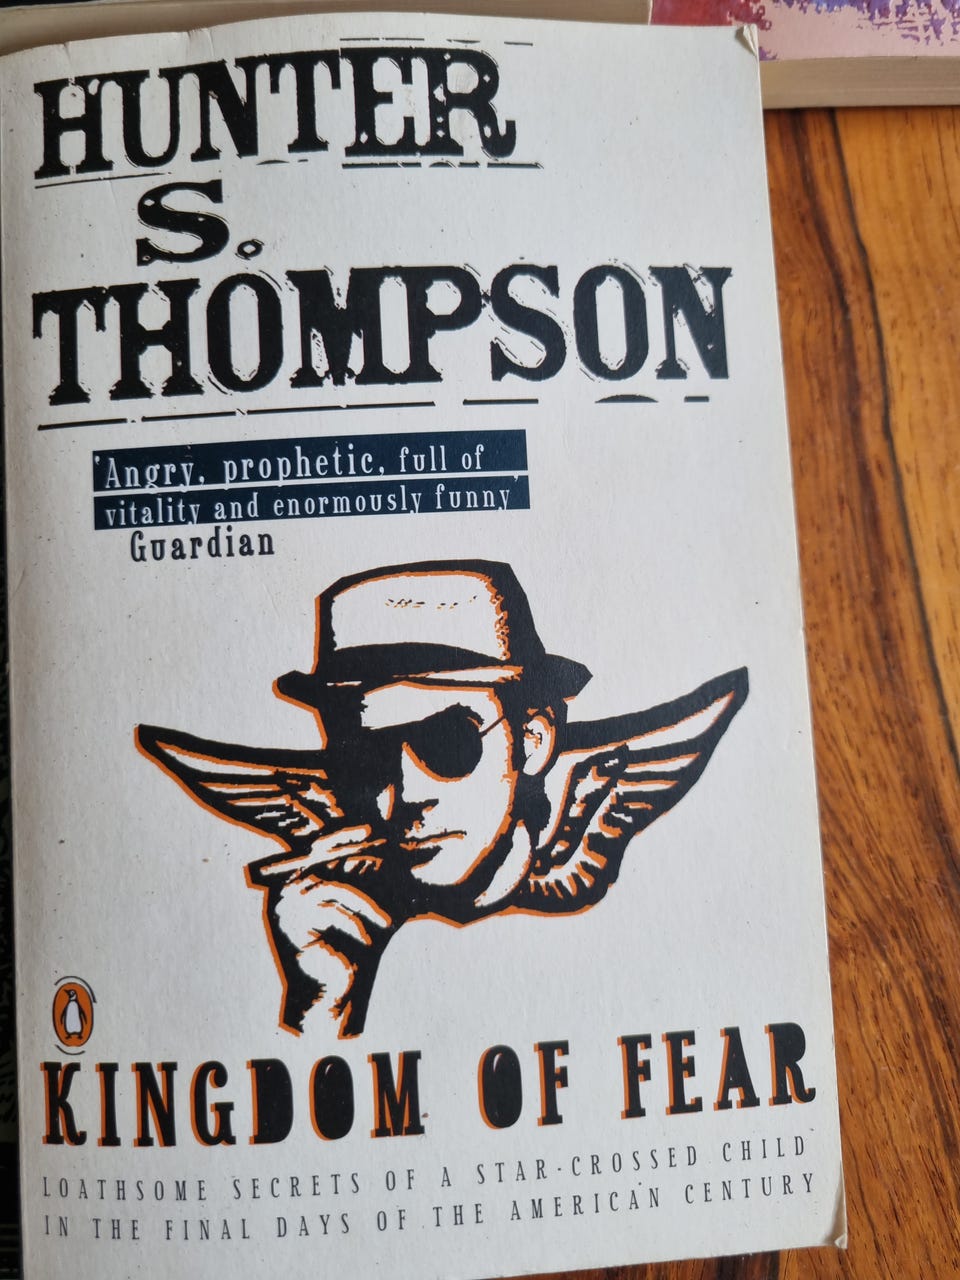 HUNTER
S.
THOMPSON
'Angry, prophetic, full of
vitality and enormously funny'
Guardian
KINGDOM OF FEAR
LOATHSOME SECRETS OF A STAR-CROSSED CHILD
IN THE FINAL DAYS OF THE AMERICAN CENTURY